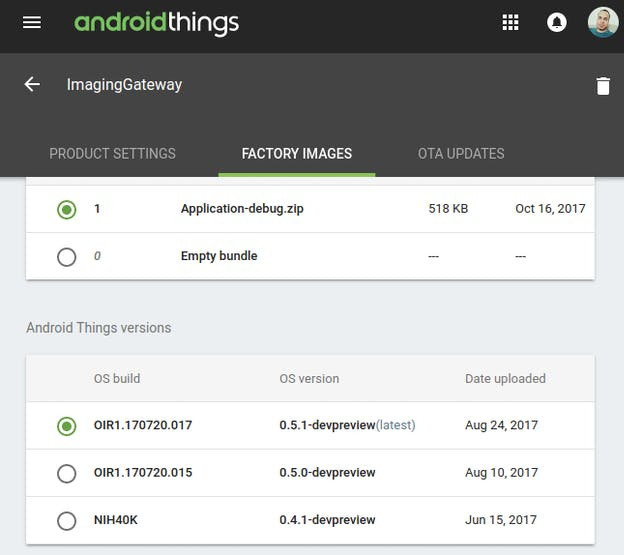 androidthings
ImagingGateway
PRODUCT SETTINGS FACTORY IMAGES OTA UPDATES
1 Application-debug.zip 518 KB Oct 16, 2017
0 Empty bundle --- ---
Android Things versions
OS build OS version Date uploaded
OIR1.170720.017 0.5.1-devpreview(latest) Aug 24, 2017
OIR1.170720.015 0.5.0-devpreview Aug 10, 2017
NIH40K 0.4.1-devpreview Jun 15, 2017